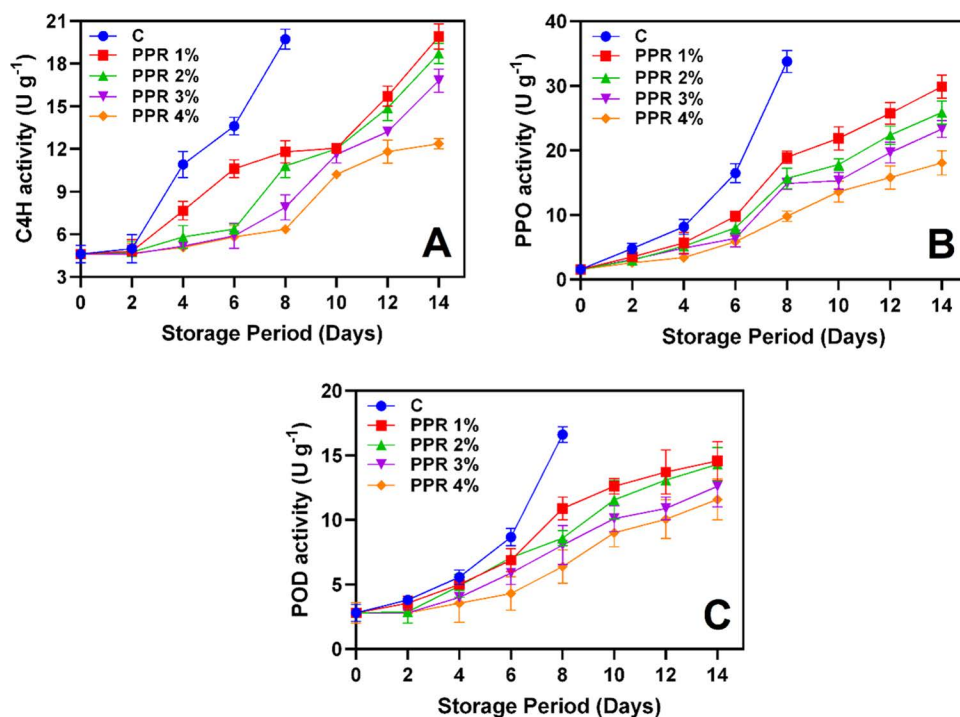 C
PPR 1%
PPR 2%
PPR 3%
PPR 4%
C4H activity (U g⁻¹)
21
18
15
12
9
6
3
0 2 4 6 8 10 12 14
Storage Period (Days)
A
C
PPR 1%
PPR 2%
PPR 3%
PPR 4%
PPO activity (U g⁻¹)
40
30
20
10
0
0 2 4 6 8 10 12 14
Storage Period (Days)
B
C
PPR 1%
PPR 2%
PPR 3%
PPR 4%
POD activity (U g⁻¹)
20
15
10
5
0
0 2 4 6 8 10 12 14
Storage Period (Days)
C